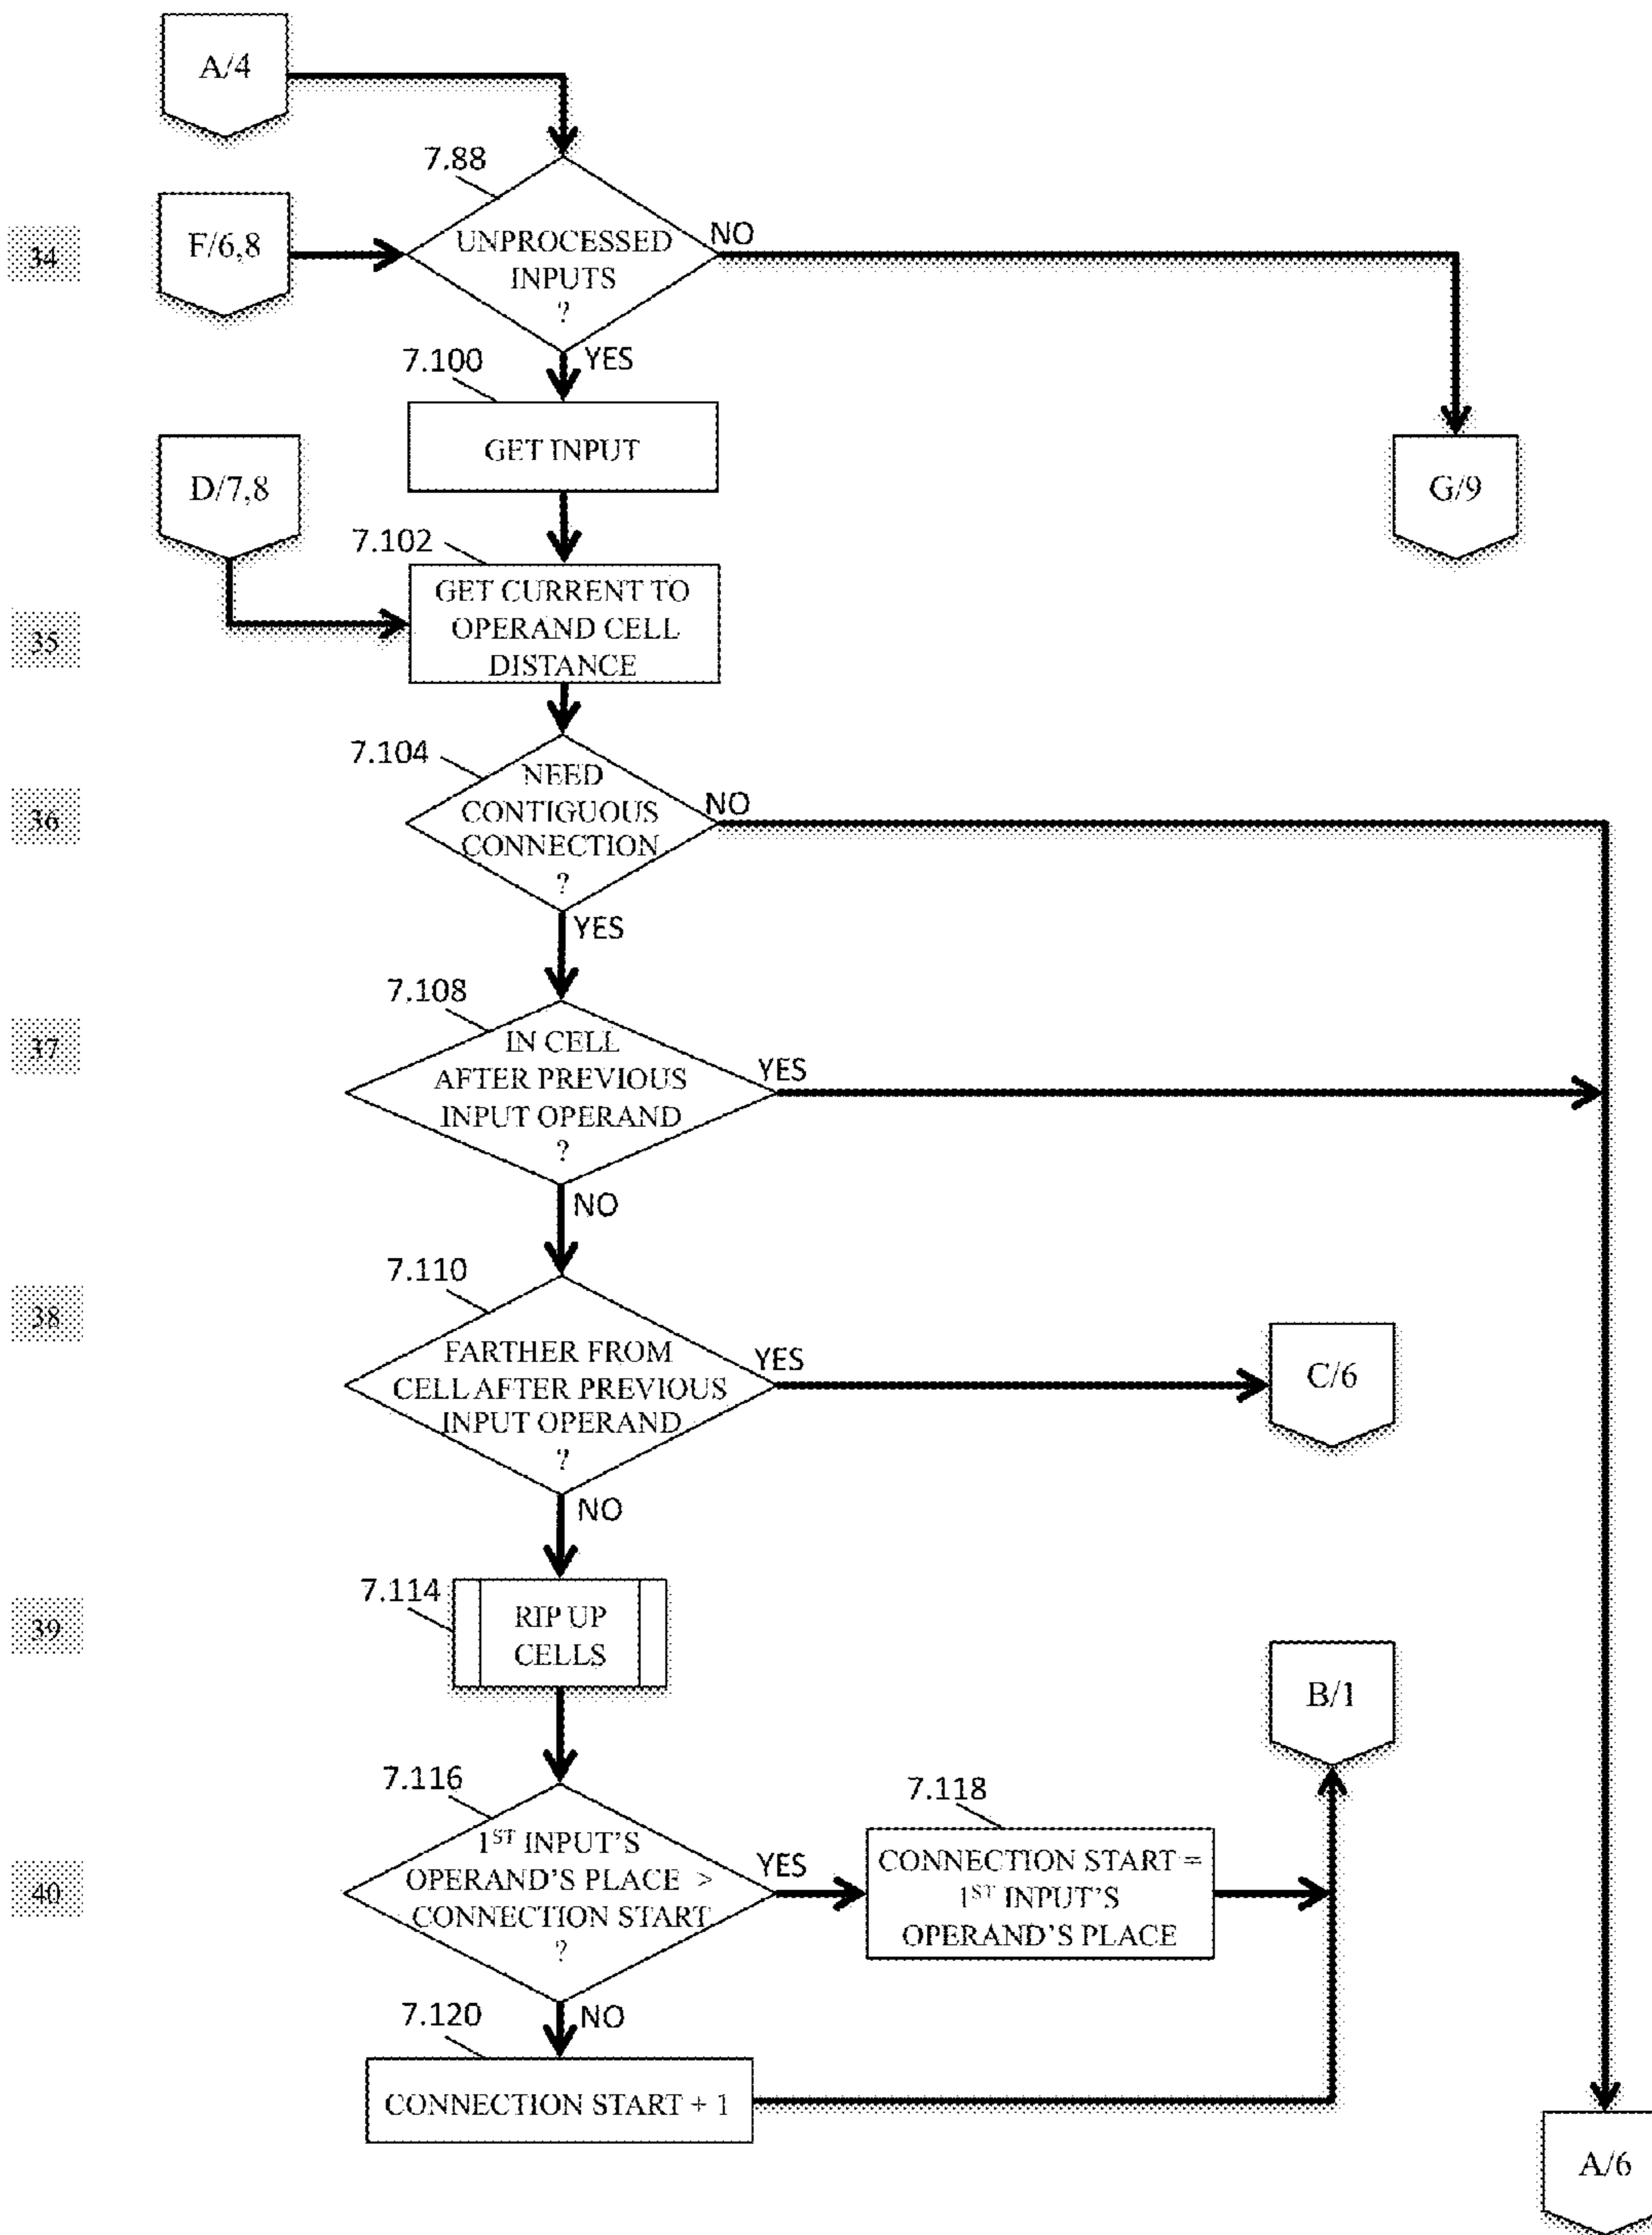 A/4
7.88
34
F/6,8
UNPROCESSED
INPUTS
?
NO
YES
7.100
GET INPUT
D/7,8
G/9
7.102
35
GET CURRENT TO
OPERAND CELL
DISTANCE
7.104
36
NEED
CONTIGUOUS
CONNECTION
?
NO
YES
7.108
37
IN CELL
AFTER PREVIOUS
INPUT OPERAND
?
YES
NO
7.110
38
FARTHER FROM
CELL AFTER PREVIOUS
INPUT OPERAND
?
YES
C/6
NO
7.114
39
RIP UP
CELLS
B/1
7.116
40
1ST INPUT'S
OPERAND'S PLACE >
CONNECTION START
?
YES
7.118
CONNECTION START =
1ST INPUT'S
OPERAND'S PLACE
NO
7.120
CONNECTION START + 1
A/6